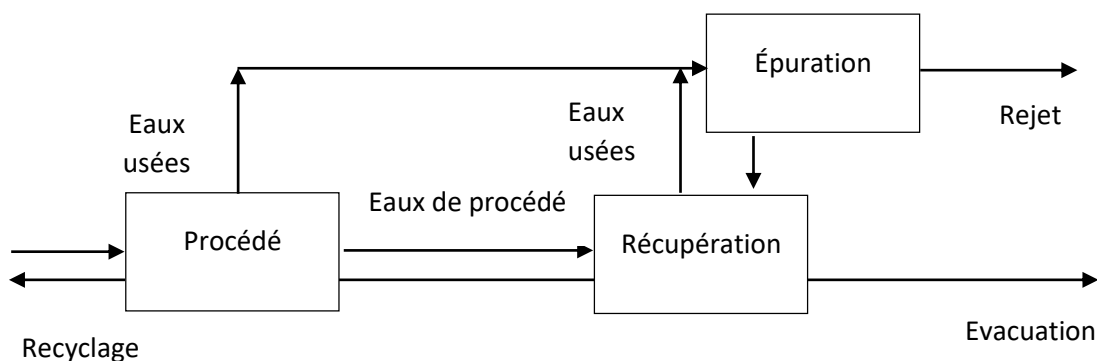 Épuration
Rejet
Eaux
usées
Eaux
usées
Eaux de procédé
Procédé
Récupération
Evacuation
Recyclage